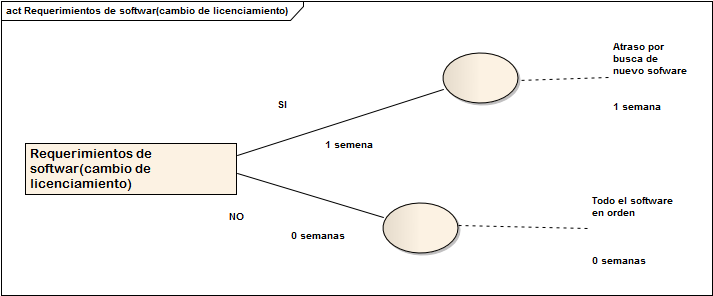 act Requerimientos de softwar(cambio de licenciamiento)
Atraso por
busca de
nuevo sofware
SI
1 semana
1 semena
Requerimientos de
softwar(cambio de
licenciamiento)
Todo el software
en orden
NO
0 semanas
0 semanas